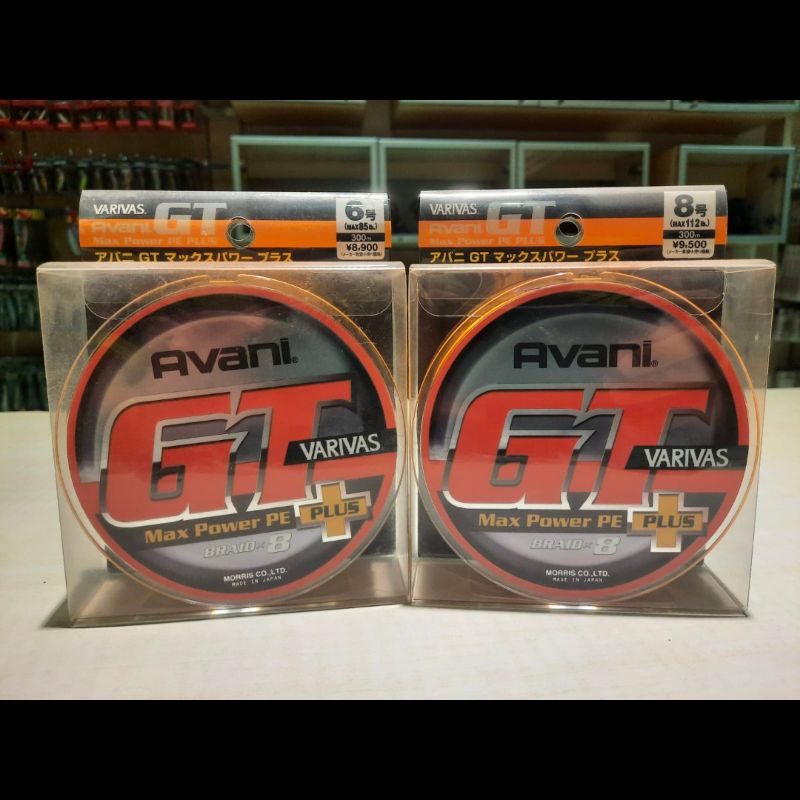 VARIVAS
GT
Avani
Max Power PE PLUS
アバニ GT マックスパワー プラス
6号
(MAX85lb.)
300m
¥8,900
Avani®
GT
VARIVAS
Max Power PE PLUS
BRAID×8
MORRIS CO.,LTD.
MADE IN JAPAN
VARIVAS
GT
Avani
Max Power PE PLUS
アバニ GT マックスパワー プラス
8号
(MAX112lb.)
300m
¥9,500
Avani®
GT
VARIVAS
Max Power PE PLUS
BRAID×8
MORRIS CO.,LTD.
MADE IN JAPAN